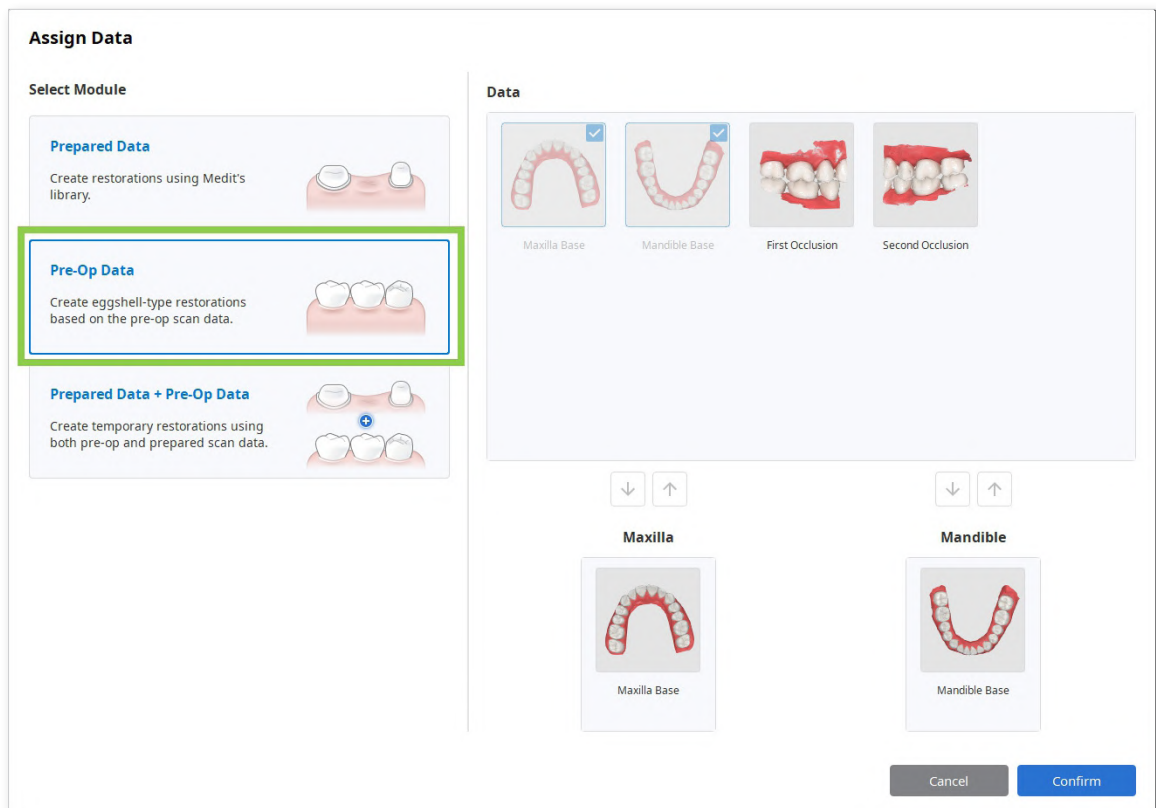 Assign Data
Select Module
Prepared Data
Create restorations using Medit's
library.
Pre-Op Data
Create eggshell-type restorations
based on the pre-op scan data.
Prepared Data + Pre-Op Data
Create temporary restorations using
both pre-op and prepared scan data.
Data
Maxilla Base
Mandible Base
First Occlusion
Second Occlusion
Maxilla
Mandible
Maxilla Base
Mandible Base
Cancel
Confirm